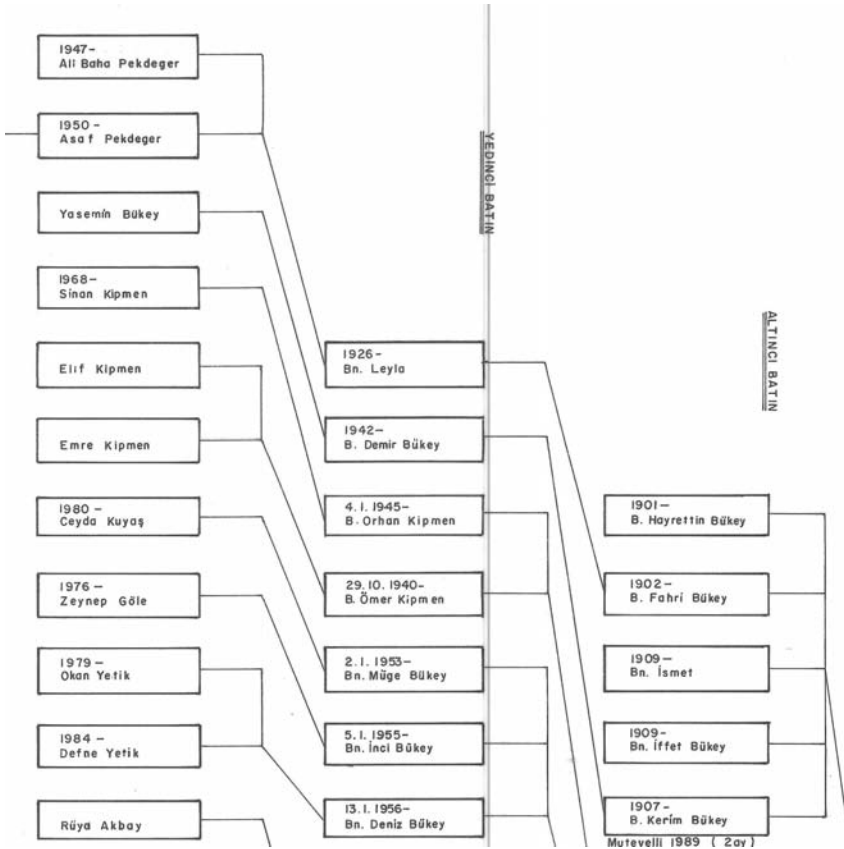 1947-
Ali Baha Pekdeger
1950-
Asaf Pekdeger
Yasemin Bükey
1968-
Sinan Kipmen
Elif Kipmen
Emre Kipmen
1980-
Ceyda Kuyaş
1976-
Zeynep Göle
1979-
Okan Yetik
1984-
Defne Yetik
Rüya Akbay
YEDİNCİ BATIN
1926-
Bn. Leyla
1942-
B. Demir Bükey
4.1.1945-
B. Orhan Kipmen
29.10.1940-
B. Ömer Kipmen
2.1.1953-
Bn. Müge Bükey
5.1.1955-
Bn. İnci Bükey
13.1.1956-
Bn. Deniz Bükey
ALTINCI BATIN
1901-
B. Hayrettin Bükey
1902-
B. Fahri Bükey
1909-
Bn. İsmet
1909-
Bn. İffet Bükey
1907-
B. Kerim Bükey
Mutevelli 1989 ( 2ay)